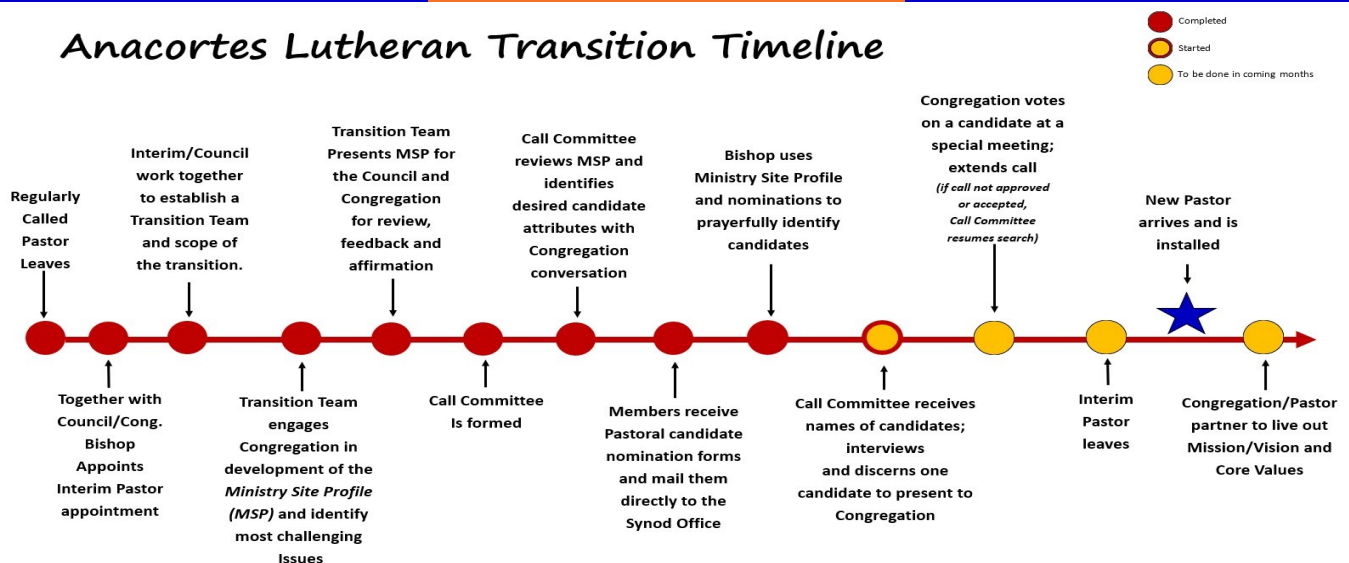 Anacortes Lutheran Transition Timeline
Completed
Started
To be done in coming months
Regularly
Called
Pastor
Leaves
Together with
Council/Cong.
Bishop
Appoints
Interim Pastor
appointment
Interim/Council
work together
to establish a
Transition Team
and scope of
the transition.
Transition Team
engages
Congregation in
development of the
Ministry Site Profile
(MSP) and identify
most challenging
Issues
Transition Team
Presents MSP for
the Council and
Congregation
for review,
feedback and
affirmation
Call Committee
Is formed
Call Committee
reviews MSP and
identifies
desired candidate
attributes with
Congregation
conversation
Members receive
Pastoral candidate
nomination forms
and mail them
directly to the
Synod Office
Bishop uses
Ministry Site Profile
and nominations to
prayerfully identify
candidates
Call Committee receives
names of candidates;
interviews
and discerns one
candidate to present to
Congregation
Congregation votes
on a candidate at a
special meeting;
extends call
(if call not approved
or accepted,
Call Committee
resumes search)
Interim
Pastor
leaves
New Pastor
arrives and is
installed
Congregation/Pastor
partner to live out
Mission/Vision and
Core Values